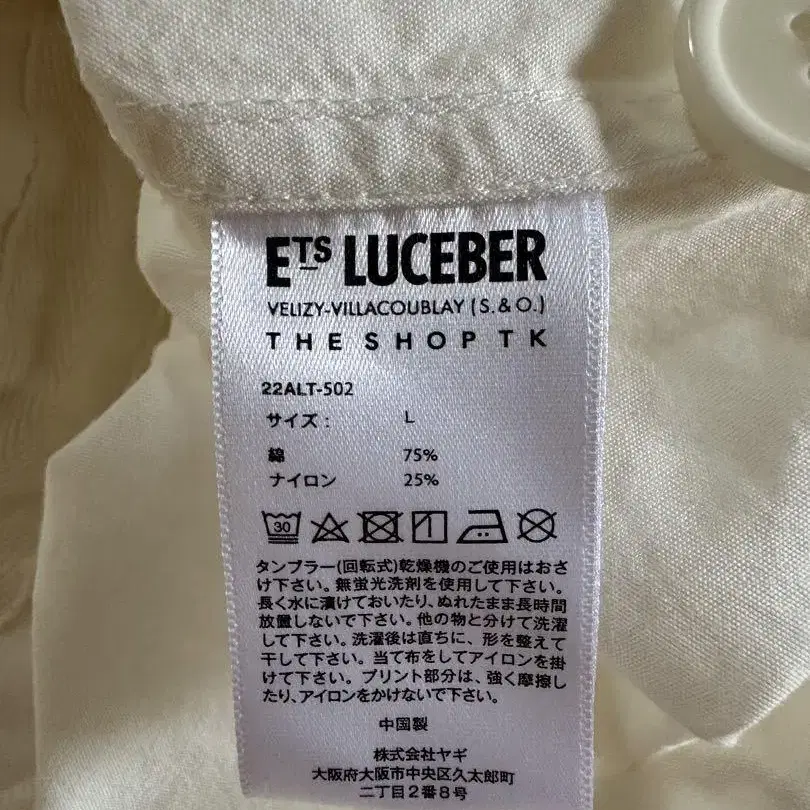 ETS LUCEBER
VELIZY-VILLACOUBLAY (S. & O.)
THE SHOP TK
22ALT-502
サイズ： L
綿 75%
ナイロン 25%
30
タンブラー(回転式)乾燥機のご使用はおさ
け下さい。無蛍光洗剤を使用して下さい。
長く水に漬けておいたり、ぬれたまま長時間
放置しないで下さい。他の物と分けて洗濯
して下さい。洗濯後は直ちに、形を整えて
干して下さい。当て布をしてアイロンを掛
けて下さい。プリント部分は、強く摩擦し
たり、アイロンをかけないで下さい。
中国製
株式会社ヤギ
大阪府大阪市中央区久太郎町
二丁目2番8号